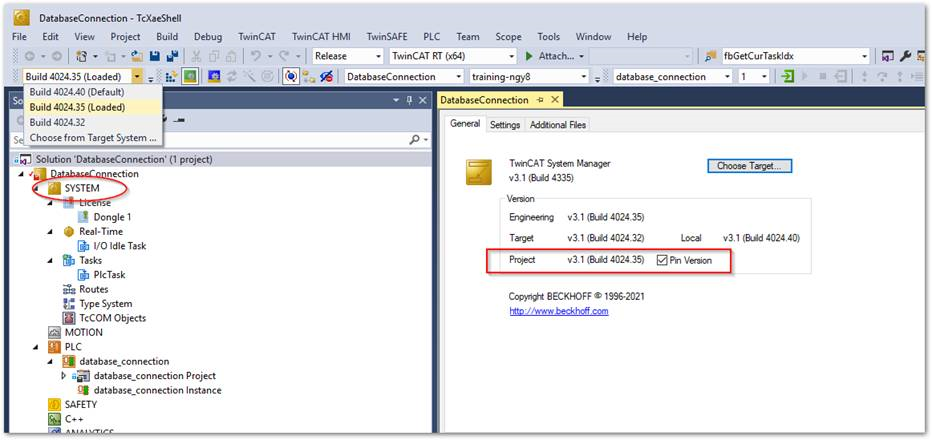 DatabaseConnection - TcXaeShell
File Edit View Project Build Debug TwinCAT TwinCAT HMI TwinSAFE PLC Team Scope Tools Window Help
Release TwinCAT RT (x64) Attach... fbGetCurTaskIdx
Build 4024.35 (Loaded) DatabaseConnection training-ngy8 database_connection 1
Build 4024.40 (Default)
Build 4024.35 (Loaded)
Build 4024.32
Choose from Target System ...
Solution 'DatabaseConnection' (1 project)
DatabaseConnection
SYSTEM
License
Dongle 1
Real-Time
I/O Idle Task
Tasks
PlcTask
Routes
Type System
TcCOM Objects
MOTION
PLC
database_connection
database_connection Project
database_connection Instance
SAFETY
C++
ANALYTICS
DatabaseConnection
General Settings Additional Files
TwinCAT System Manager
v3.1 (Build 4335)
Choose Target...
Version
Engineering v3.1 (Build 4024.35)
Target v3.1 (Build 4024.32) Local v3.1 (Build 4024.40)
Project v3.1 (Build 4024.35) Pin Version
Copyright BECKHOFF © 1996-2021
http://www.beckhoff.com